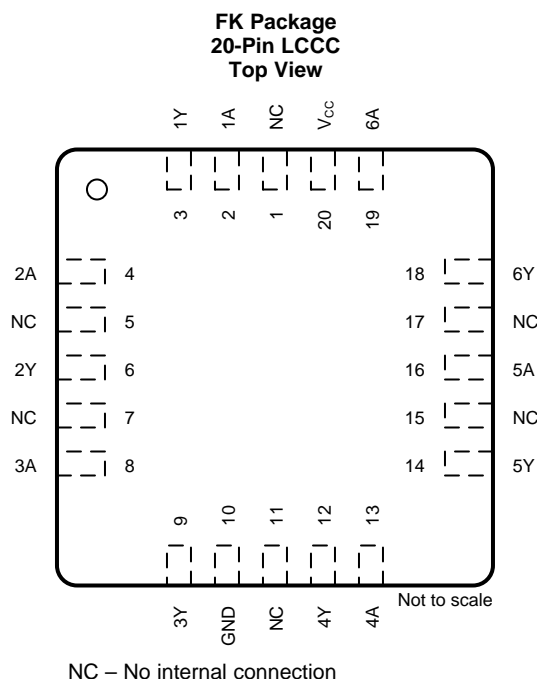 FK Package
20-Pin LCCC
Top View
1Y 1A NC VCC 6A
3 2 1 20 19
2A 4 18 6Y
NC 5 17 NC
2Y 6 16 5A
NC 7 15 NC
3A 8 14 5Y
9 10 11 12 13
3Y GND NC 4Y 4A
Not to scale
NC – No internal connection